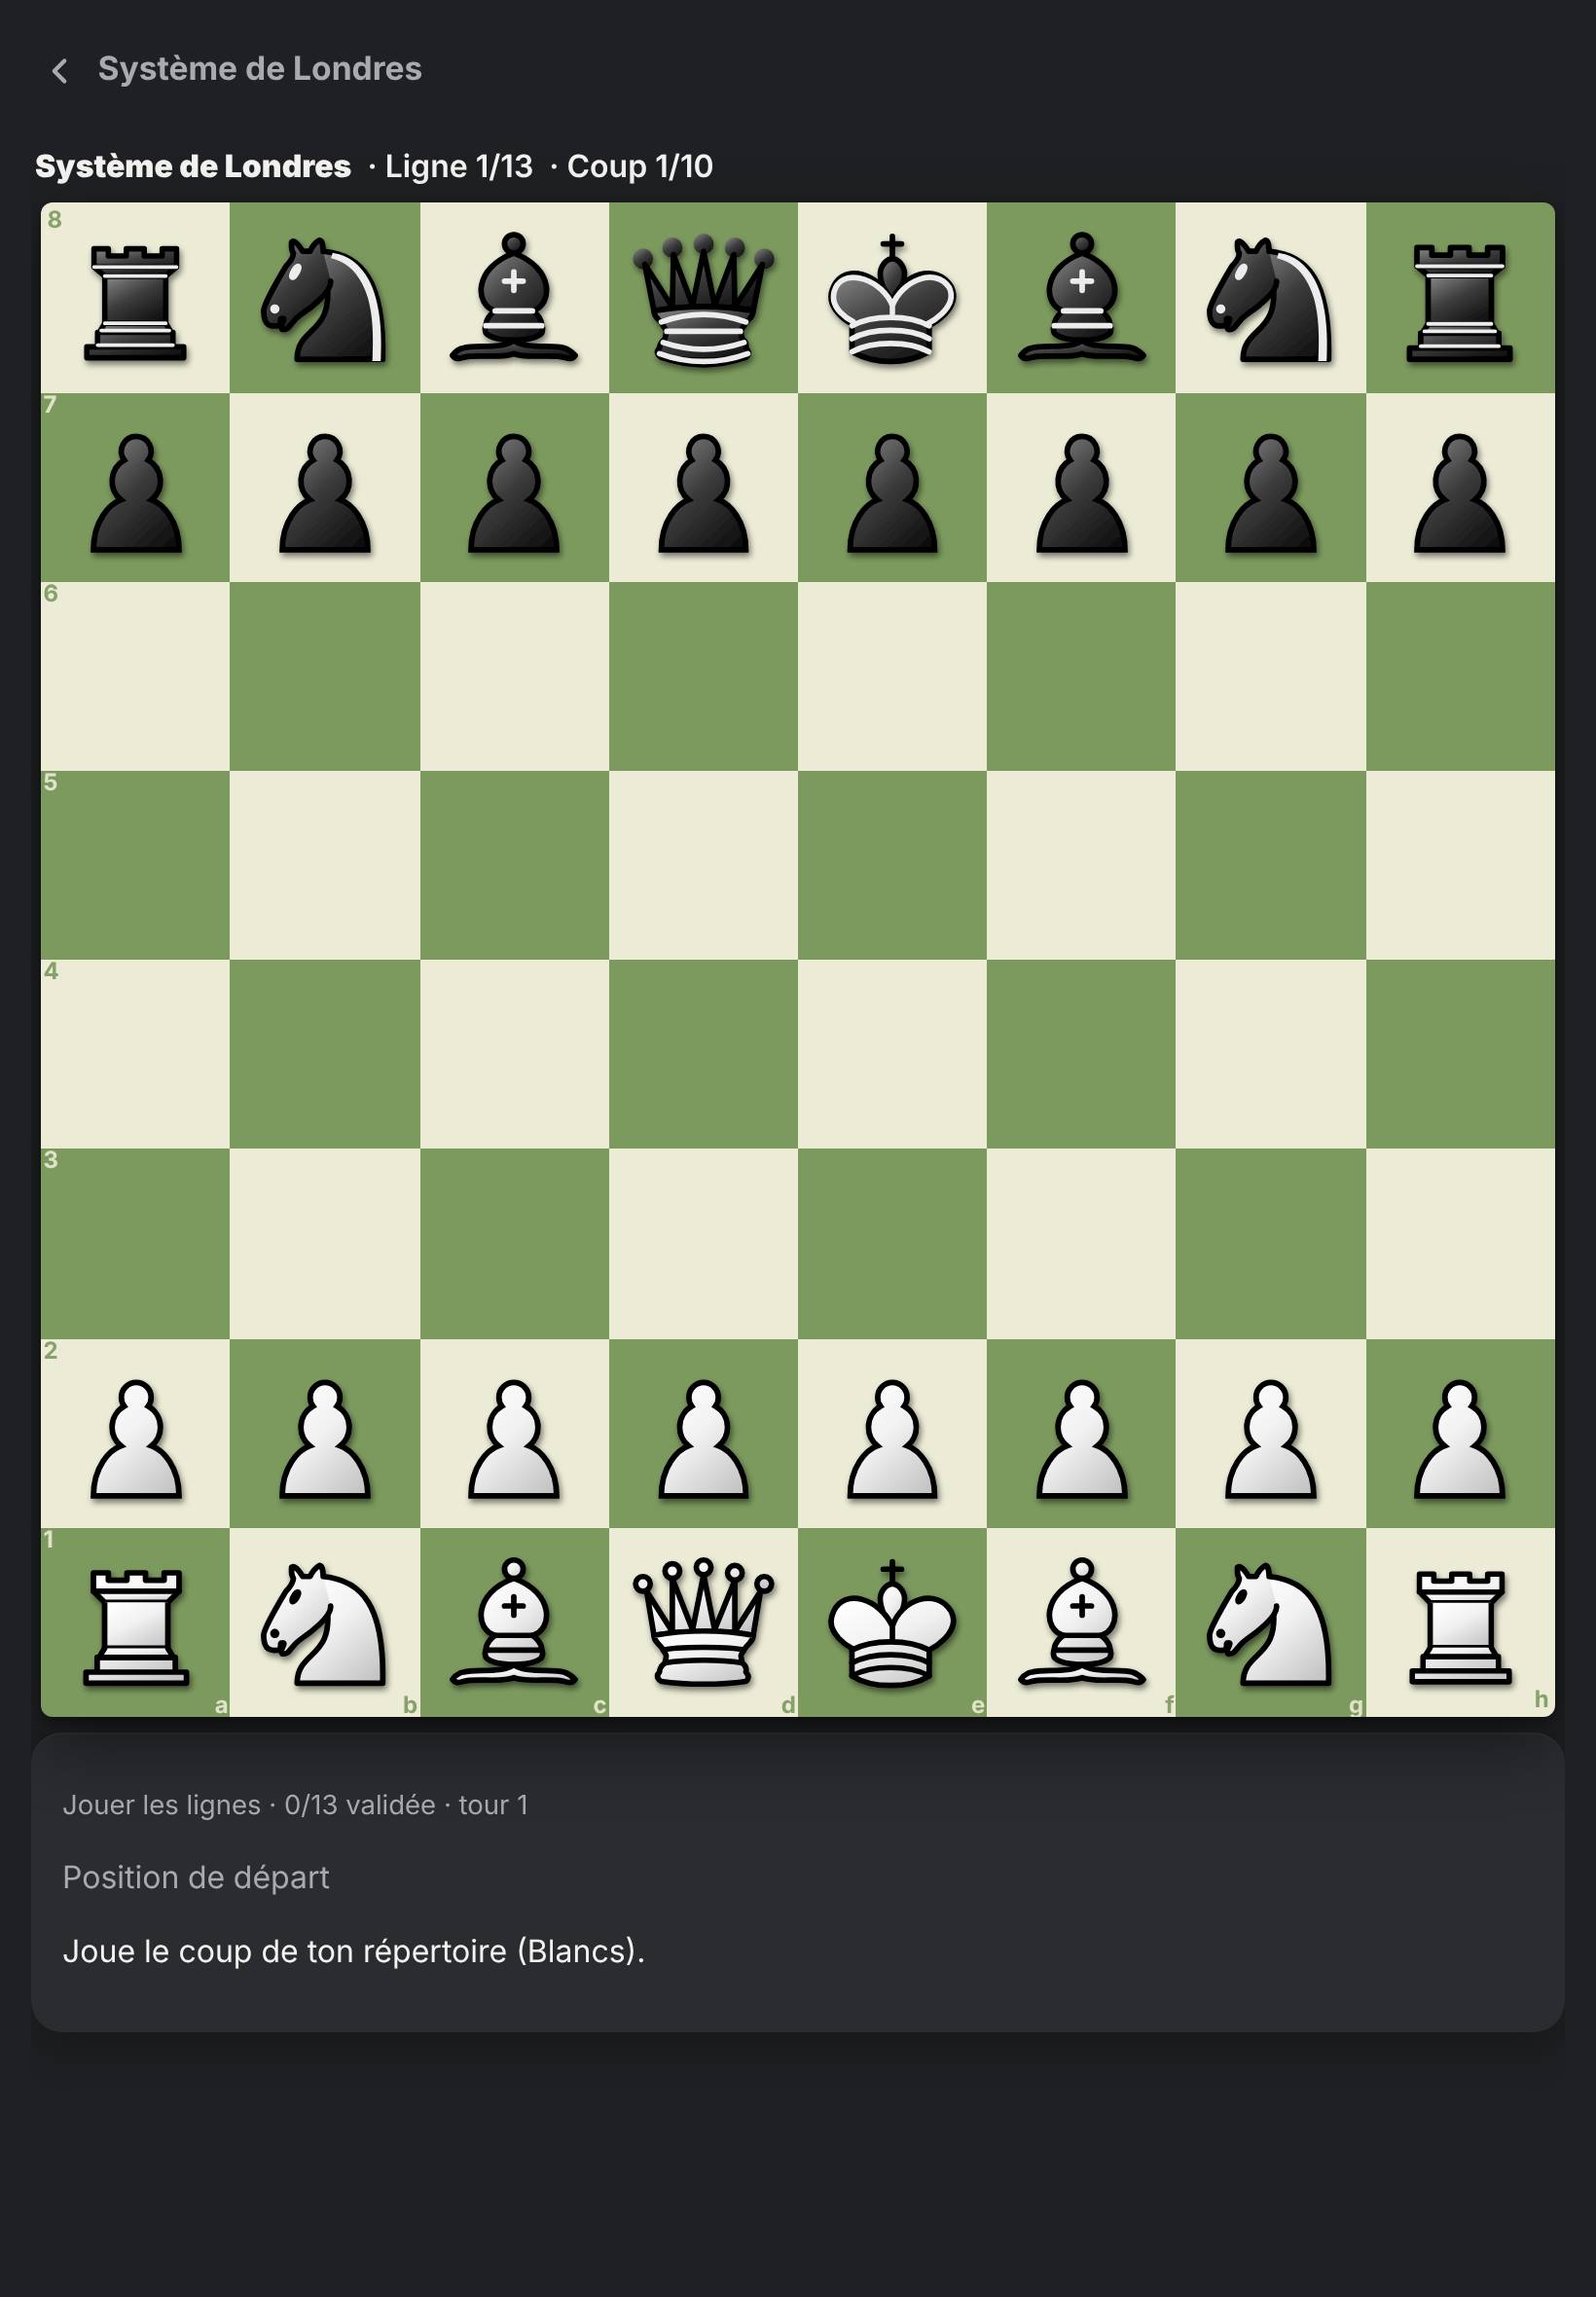 Système de Londres
Système de Londres · Ligne 1/13 · Coup 1/10
8
7
6
5
4
3
2
1
a b c d e f g h
Jouer les lignes · 0/13 validée · tour 1
Position de départ
Joue le coup de ton répertoire (Blancs).